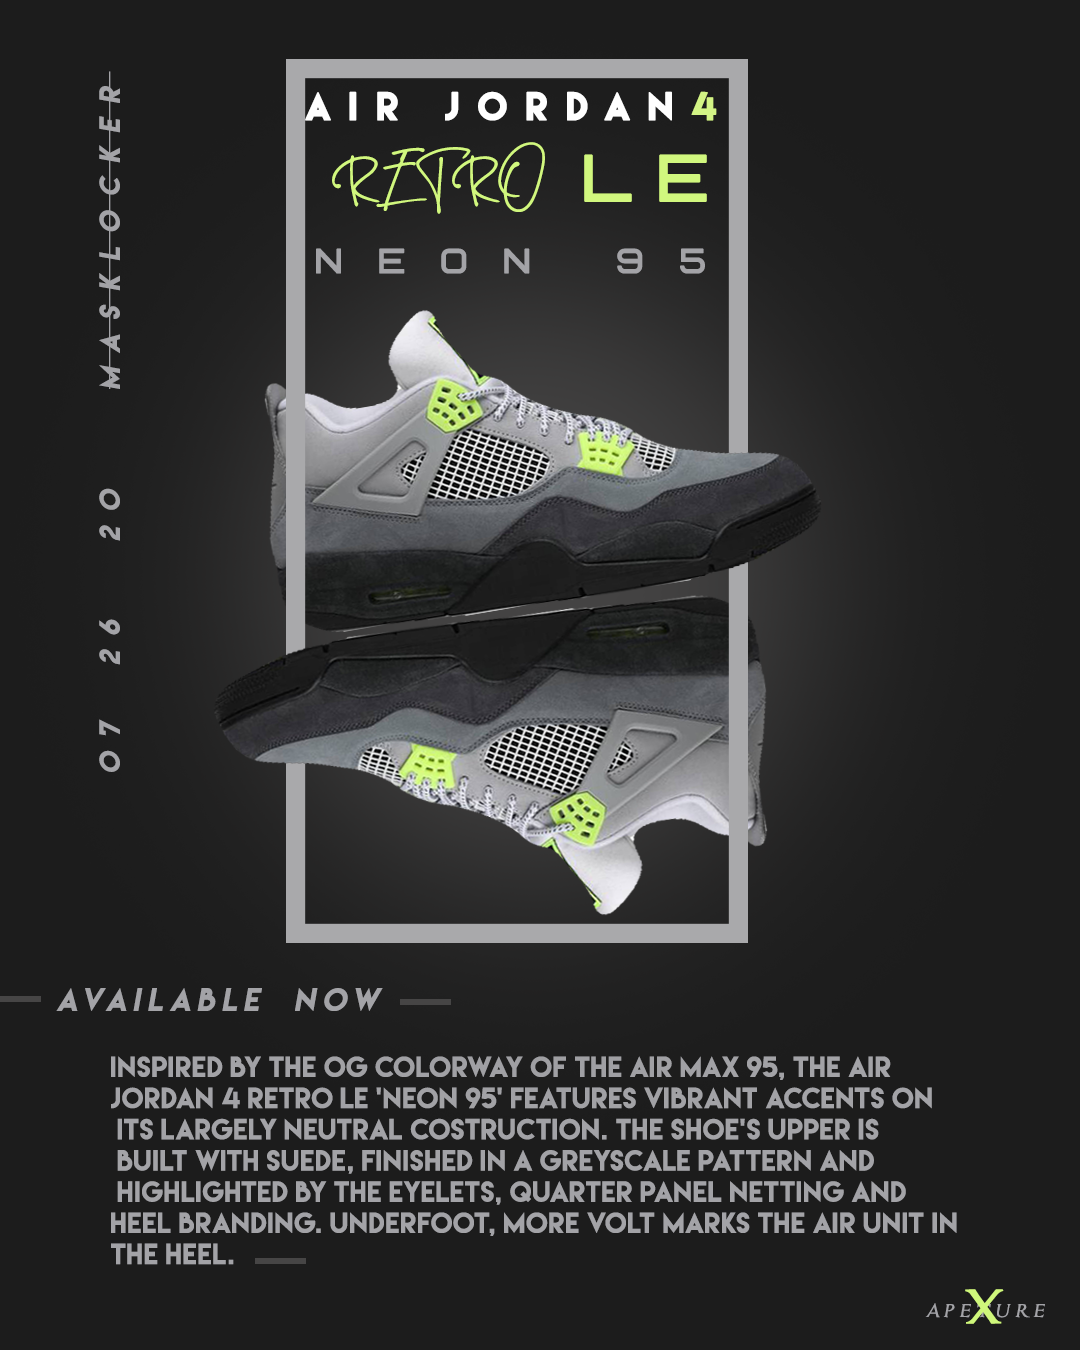 AIR JORDAN4
RETRO LE
NEON 95
MASKLOCKER
07 26 20
AVAILABLE NOW
INSPIRED BY THE OG COLORWAY OF THE AIR MAX 95, THE AIR
JORDAN 4 RETRO LE 'NEON 95' FEATURES VIBRANT ACCENTS ON
ITS LARGELY NEUTRAL COSTRUCTION. THE SHOE'S UPPER IS
BUILT WITH SUEDE, FINISHED IN A GREYSCALE PATTERN AND
HIGHLIGHTED BY THE EYELETS, QUARTER PANEL NETTING AND
HEEL BRANDING. UNDERFOOT, MORE VOLT MARKS THE AIR UNIT IN
THE HEEL.
APEXTURE